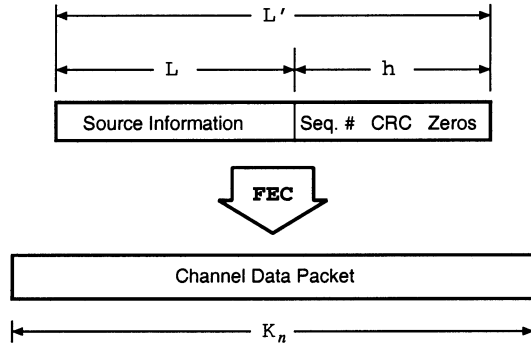 L'
L h
Source Information Seq. # CRC Zeros
FEC
Channel Data Packet
Kn